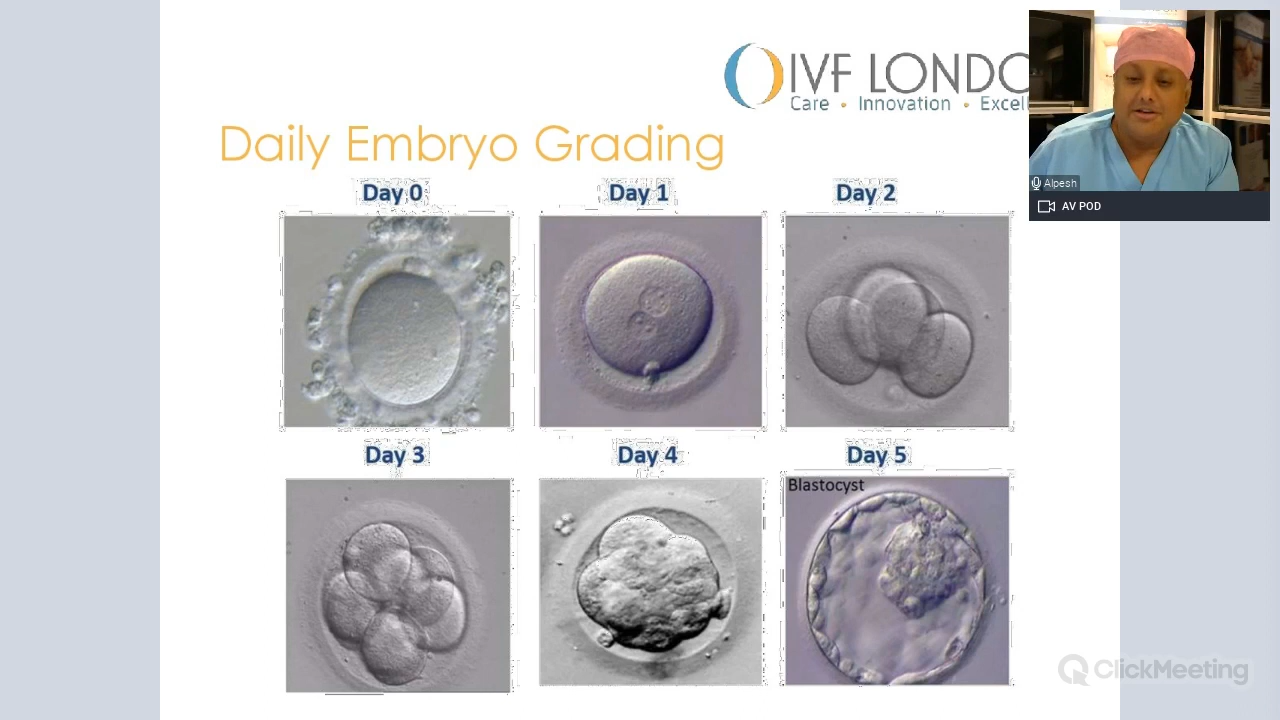 IVF LONDO
Care • Innovation • Excell
Daily Embryo Grading
Day 0
Day 1
Day 2
Day 3
Day 4
Day 5
Blastocyst
Alpesh
AV POD
ClickMeeting